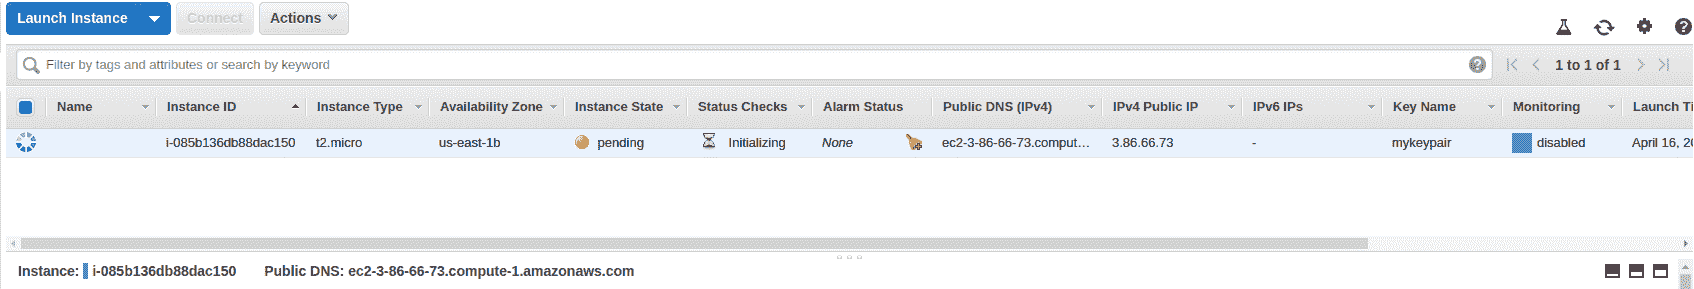 Launch Instance Connect Actions
Filter by tags and attributes or search by keyword 1 to 1 of 1
Name Instance ID Instance Type Availability Zone Instance State Status Checks Alarm Status Public DNS (IPv4) IPv4 Public IP IPv6 IPs Key Name Monitoring Launch Ti
i-085b136db88dac150 t2.micro us-east-1b pending Initializing None ec2-3-86-66-73.comput... 3.86.66.73 - mykeypair disabled April 16, 20
Instance: i-085b136db88dac150 Public DNS: ec2-3-86-66-73.compute-1.amazonaws.com